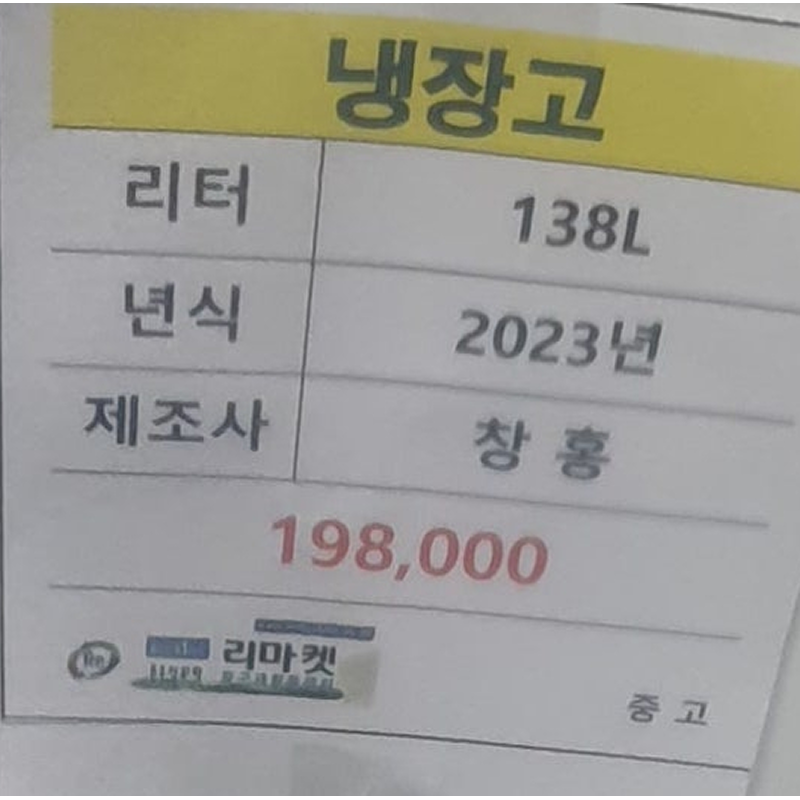 냉장고
리터 138L
년식 2023년
제조사 창홍
198,000
Re 리마켓
중고